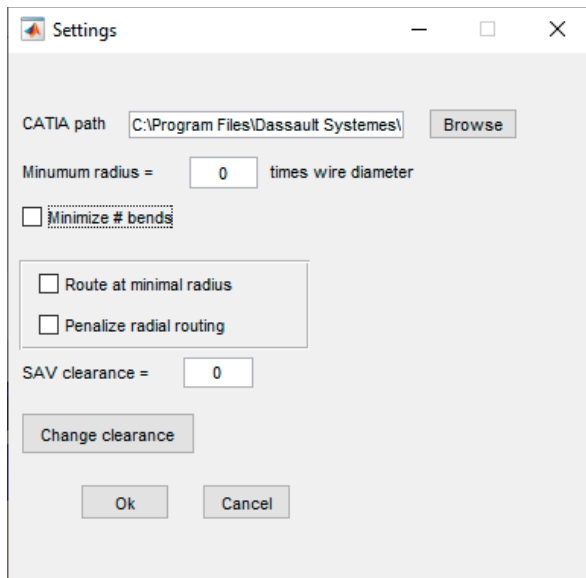 Settings
CATIA path C:\Program Files\Dassault Systemes\ Browse
Minumum radius = 0 times wire diameter
Minimize # bends
Route at minimal radius
Penalize radial routing
SAV clearance = 0
Change clearance
Ok Cancel